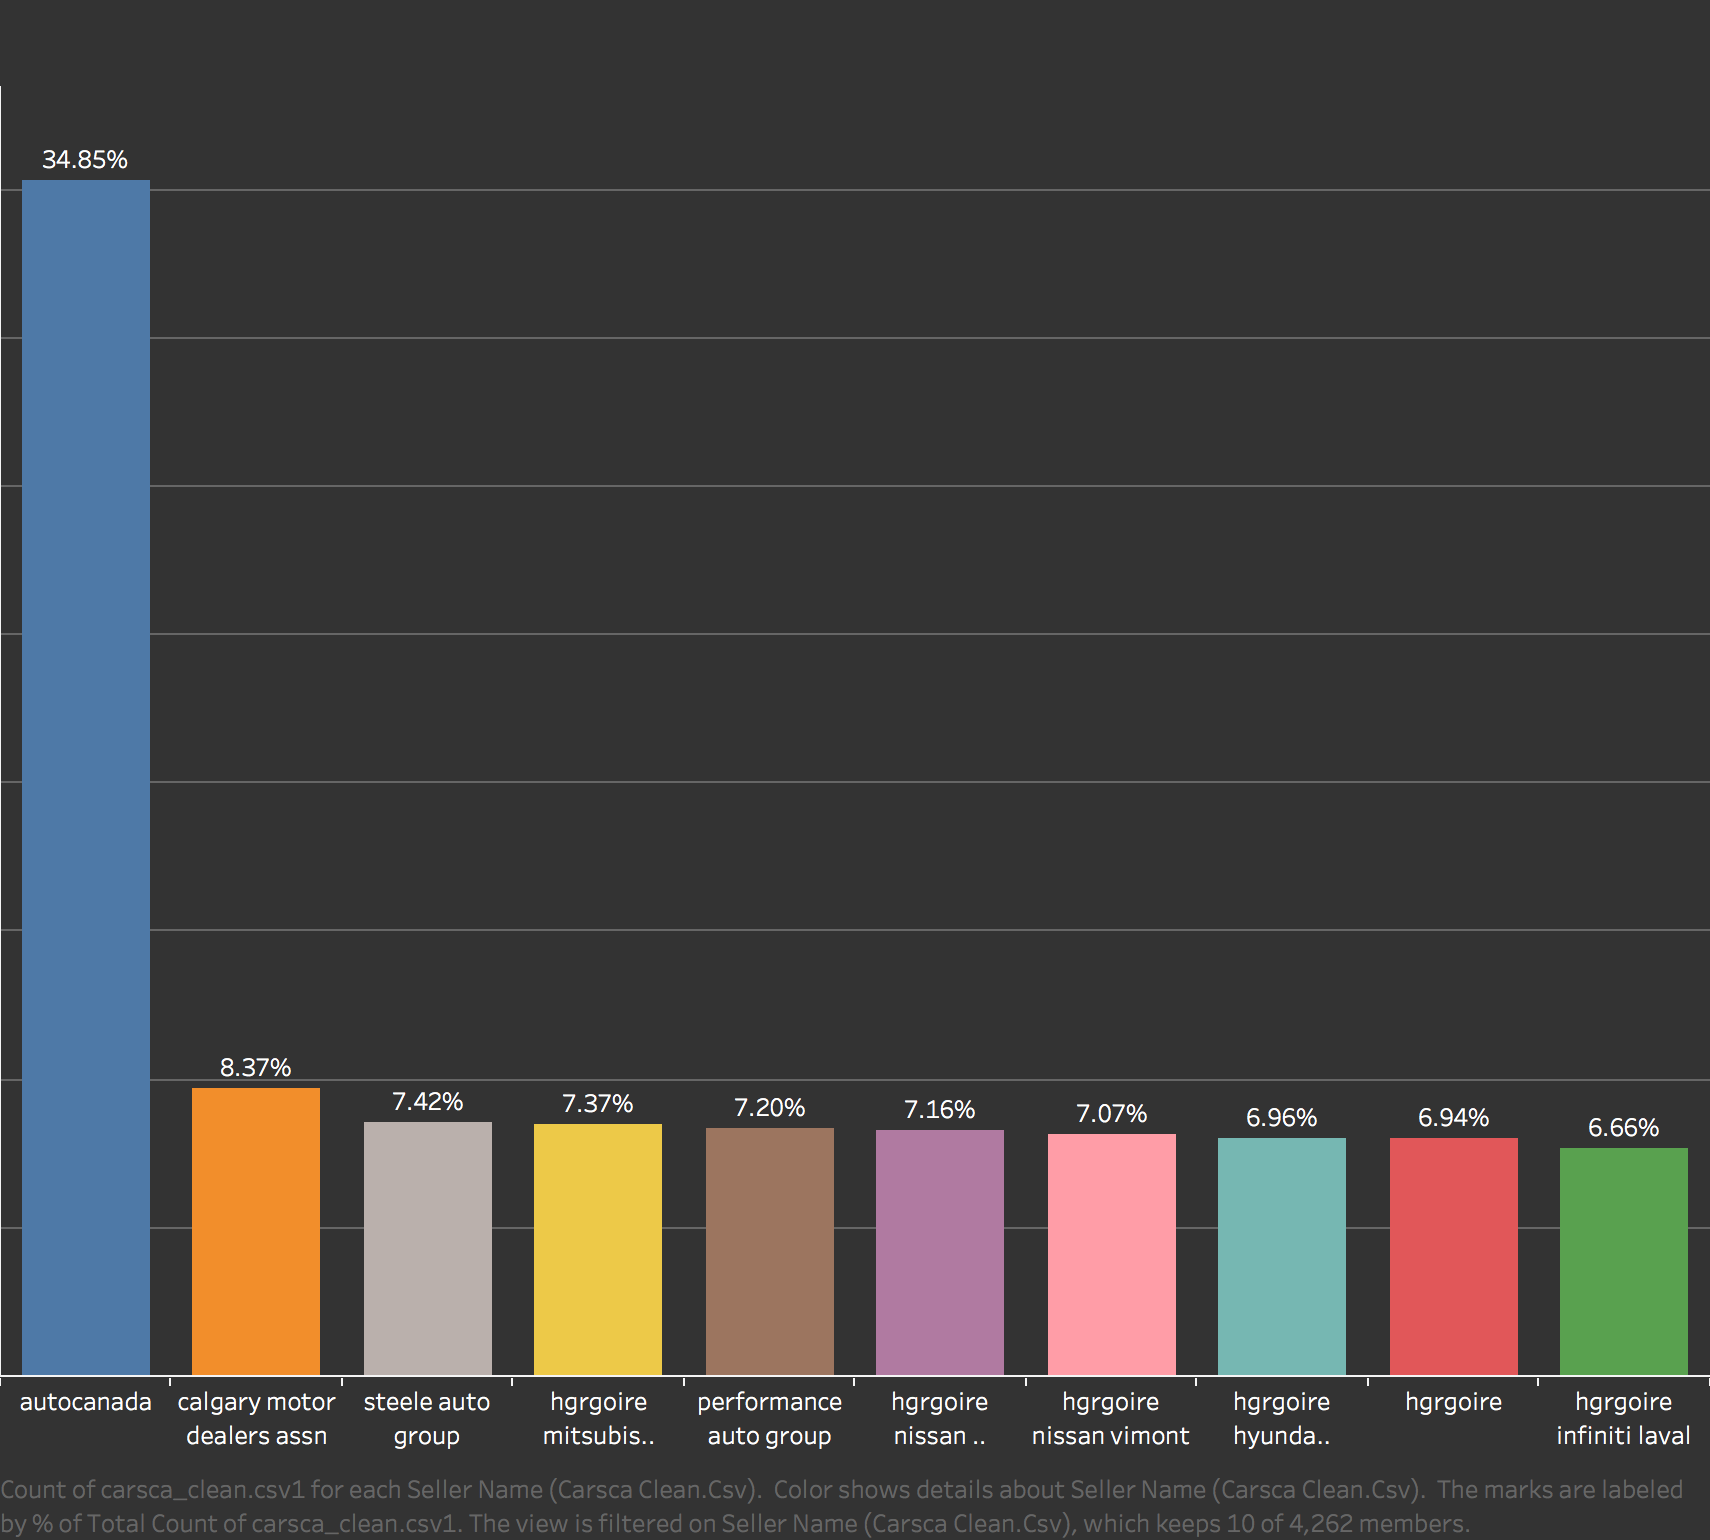 34.85%
8.37%
7.42%
7.37%
7.20%
7.16%
7.07%
6.96%
6.94%
6.66%
autocanada
calgary motor
dealers assn
steele auto
group
hgrgoire
mitsubis..
performance
auto group
hgrgoire
nissan ..
hgrgoire
nissan vimont
hgrgoire
hyunda..
hgrgoire
hgrgoire
infiniti laval
Count of carsca_clean.csv1 for each Seller Name (Carsca Clean.Csv).  Color shows details about Seller Name (Carsca Clean.Csv).  The marks are labeled
by % of Total Count of carsca_clean.csv1. The view is filtered on Seller Name (Carsca Clean.Csv), which keeps 10 of 4,262 members.